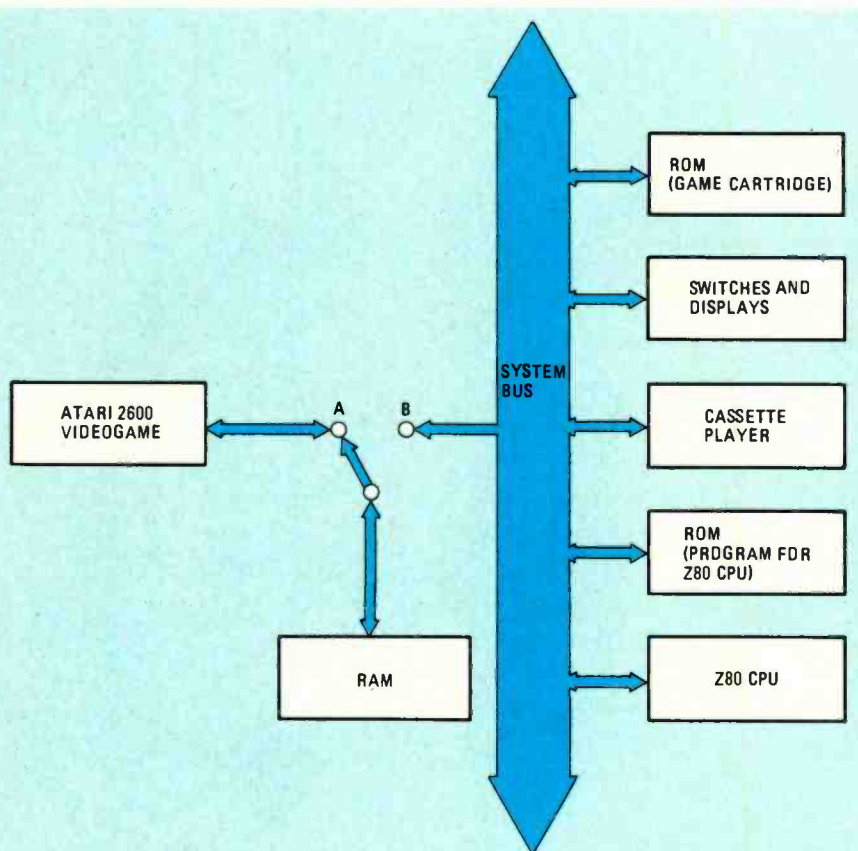 ROM
(GAME CARTRIDGE)
SWITCHES AND
DISPLAYS
SYSTEM
BUS
ATARI 2600
VIDEOGAME
A
B
CASSETTE
PLAYER
ROM
(PRDGRAM FDR
Z80 CPU)
RAM
Z80 CPU